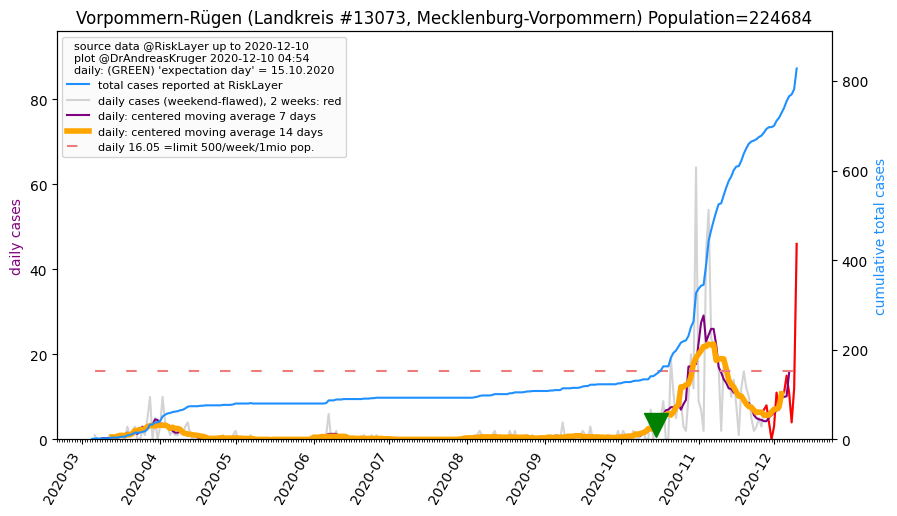 Vorpommern-Rügen (Landkreis #13073, Mecklenburg-Vorpommern) Population=224684
source data @RiskLayer up to 2020-12-10
plot @DrAndreasKruger 2020-12-10 04:54
daily: (GREEN) 'expectation day' = 15.10.2020
total cases reported at RiskLayer
daily cases (weekend-flawed), 2 weeks: red
daily: centered moving average 7 days
daily: centered moving average 14 days
daily 16.05 =limit 500/week/1mio pop.
daily cases
80
60
40
20
0
cumulative total cases
800
600
400
200
0
2020-03
2020-04
2020-05
2020-06
2020-07
2020-08
2020-09
2020-10
2020-11
2020-12